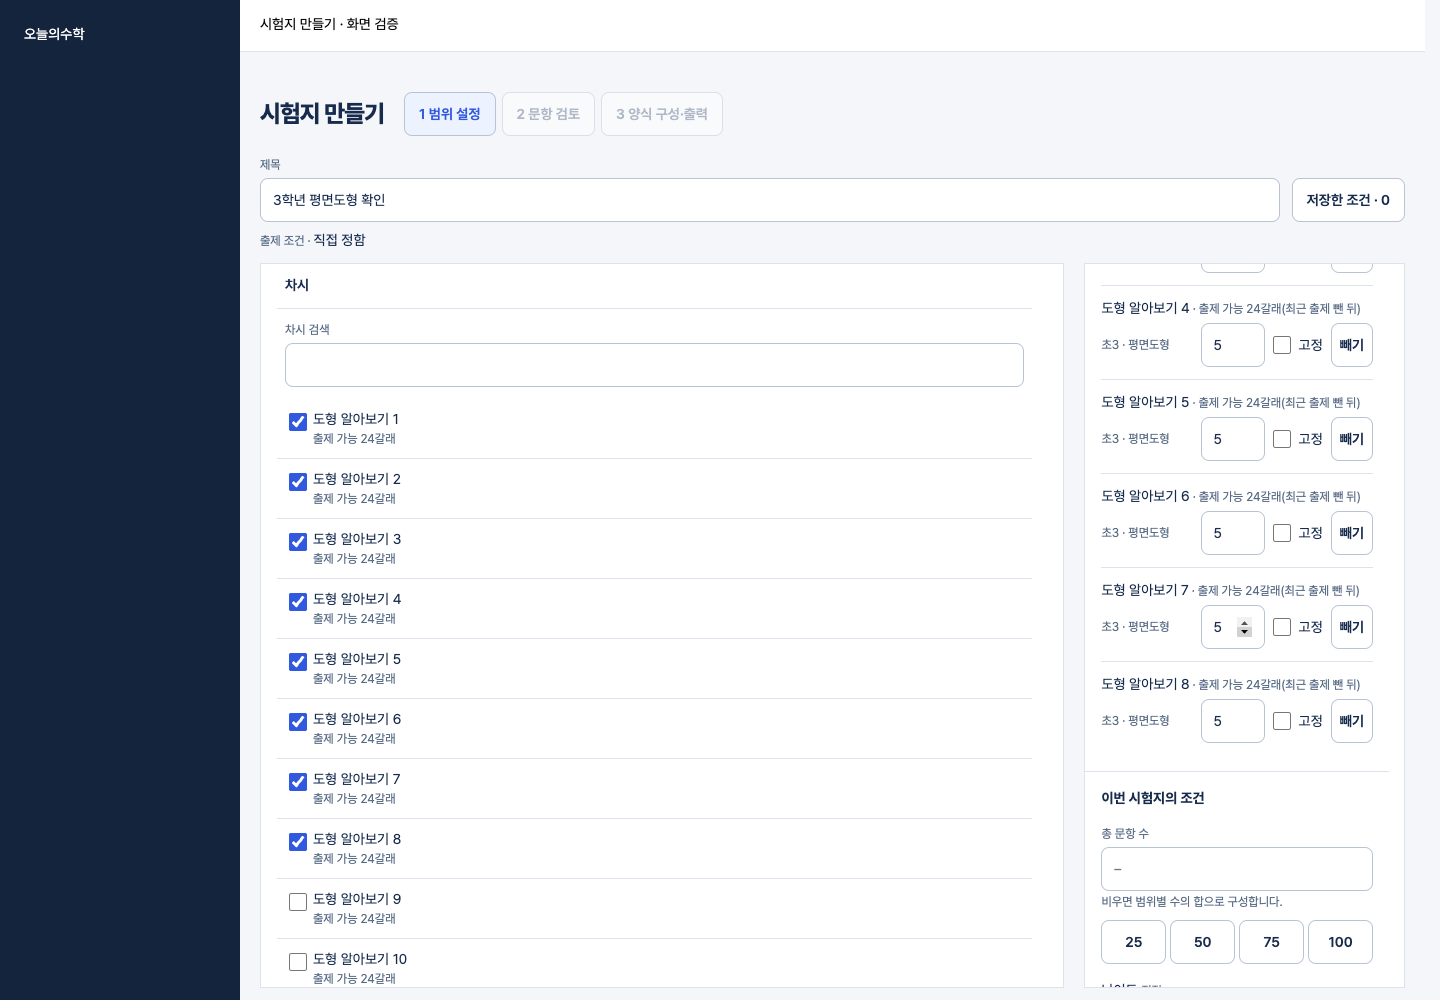 오늘의수학
시험지 만들기 · 화면 검증
시험지 만들기
1 범위 설정
2 문항 검토
3 양식 구성·출력
제목
3학년 평면도형 확인
저장한 조건 · 0
출제 조건 · 직접 정함
차시
차시 검색
도형 알아보기 1
출제 가능 24갈래
도형 알아보기 2
출제 가능 24갈래
도형 알아보기 3
출제 가능 24갈래
도형 알아보기 4
출제 가능 24갈래
도형 알아보기 5
출제 가능 24갈래
도형 알아보기 6
출제 가능 24갈래
도형 알아보기 7
출제 가능 24갈래
도형 알아보기 8
출제 가능 24갈래
도형 알아보기 9
출제 가능 24갈래
도형 알아보기 10
출제 가능 24갈래
도형 알아보기 4 · 출제 가능 24갈래(최근 출제 뺀 뒤)
초3 · 평면도형 5 고정 빼기
도형 알아보기 5 · 출제 가능 24갈래(최근 출제 뺀 뒤)
초3 · 평면도형 5 고정 빼기
도형 알아보기 6 · 출제 가능 24갈래(최근 출제 뺀 뒤)
초3 · 평면도형 5 고정 빼기
도형 알아보기 7 · 출제 가능 24갈래(최근 출제 뺀 뒤)
초3 · 평면도형 5 고정 빼기
도형 알아보기 8 · 출제 가능 24갈래(최근 출제 뺀 뒤)
초3 · 평면도형 5 고정 빼기
이번 시험지의 조건
총 문항 수
–
비우면 범위별 수의 합으로 구성합니다.
25 50 75 100